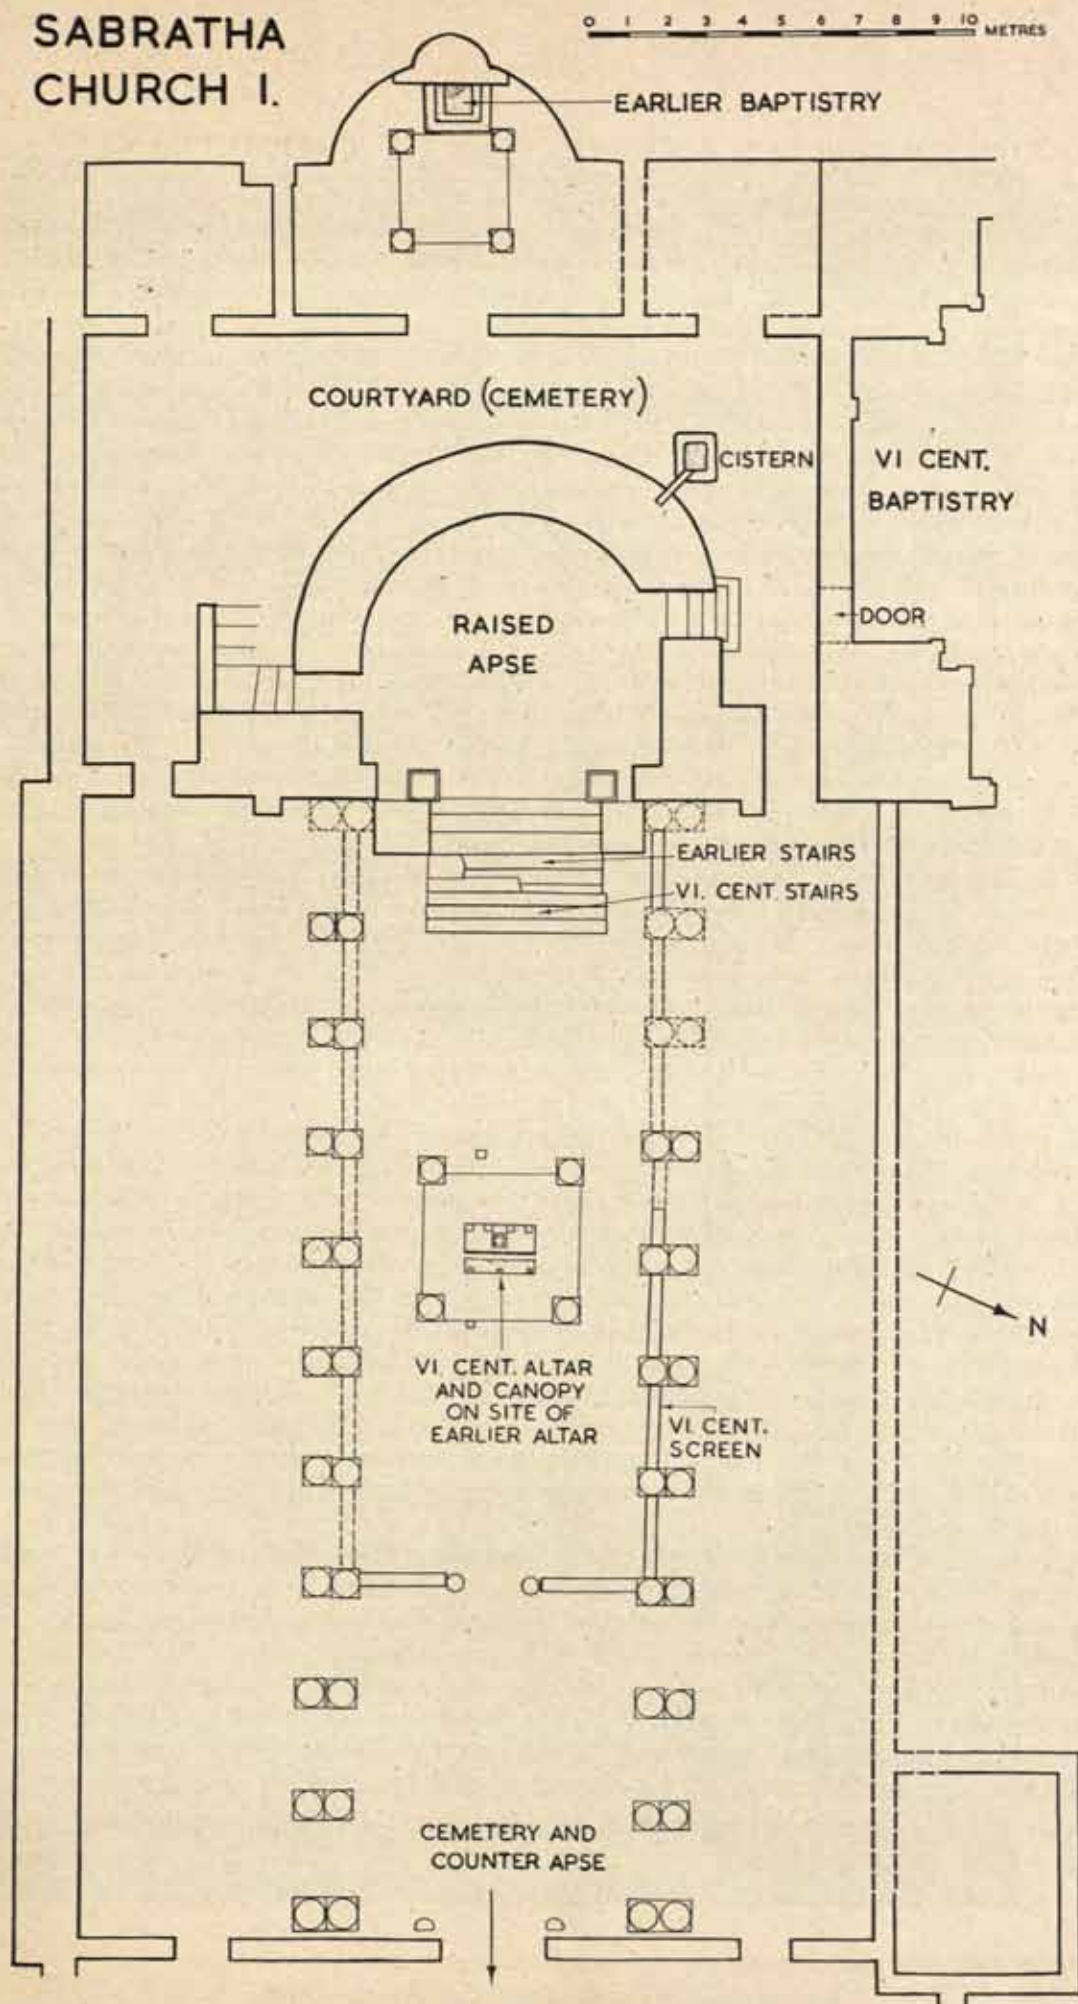 SABRATHA
CHURCH I.
0 1 2 3 4 5 6 7 8 9 10 METRES
EARLIER BAPTISTRY
COURTYARD (CEMETERY)
CISTERN
VI CENT.
BAPTISTRY
RAISED
APSE
DOOR
EARLIER STAIRS
VI. CENT. STAIRS
N
VI. CENT. ALTAR
AND CANOPY
ON SITE OF
EARLIER ALTAR
VI. CENT.
SCREEN
CEMETERY AND
COUNTER APSE